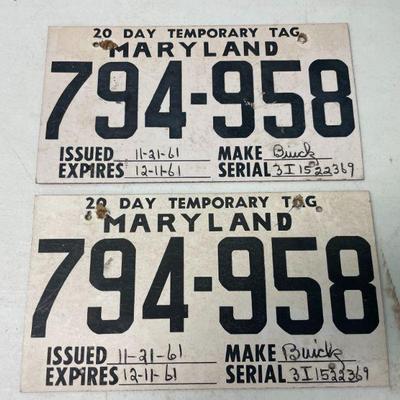 20 DAY TEMPORARY TAG
MARYLAND
794-958
ISSUED 11-21-61 MAKE Buick
EXPIRES 12-11-61 SERIAL 3I1522369
20 DAY TEMPORARY TAG
MARYLAND
794-958
ISSUED 11-21-61 MAKE Buick
EXPIRES 12-11-61 SERIAL 3I1522369